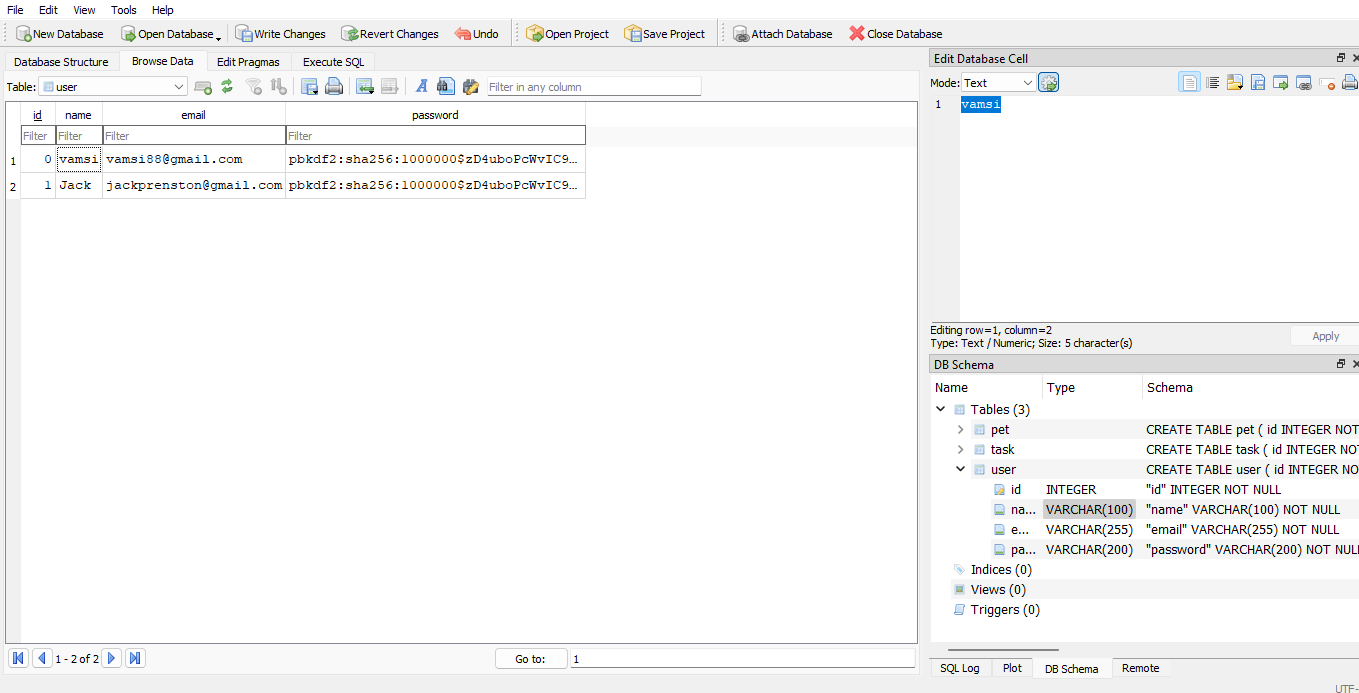 File Edit View Tools Help
New Database Open Database Write Changes Revert Changes Undo Open Project Save Project Attach Database Close Database
Database Structure Browse Data Edit Pragmas Execute SQL
Table: user Filter in any column
id name email password
Filter Filter Filter Filter
1 0 vamsi vamsi88@gmail.com pbkdf2:sha256:1000000$zD4uboPcWvIC9...
2 1 Jack jackprenston@gmail.com pbkdf2:sha256:1000000$zD4uboPcWvIC9...
1 - 2 of 2 Go to: 1
Edit Database Cell
Mode: Text
1 vamsi
Editing row=1, column=2
Type: Text / Numeric; Size: 5 character(s)
Apply
DB Schema
Name Type Schema
Tables (3)
pet CREATE TABLE pet ( id INTEGER NOT
task CREATE TABLE task ( id INTEGER NO
user CREATE TABLE user ( id INTEGER NO
id INTEGER "id" INTEGER NOT NULL
na... VARCHAR(100) "name" VARCHAR(100) NOT NULL
e... VARCHAR(255) "email" VARCHAR(255) NOT NULL
pa... VARCHAR(200) "password" VARCHAR(200) NOT NULL
Indices (0)
Views (0)
Triggers (0)
SQL Log Plot DB Schema Remote
UTF-